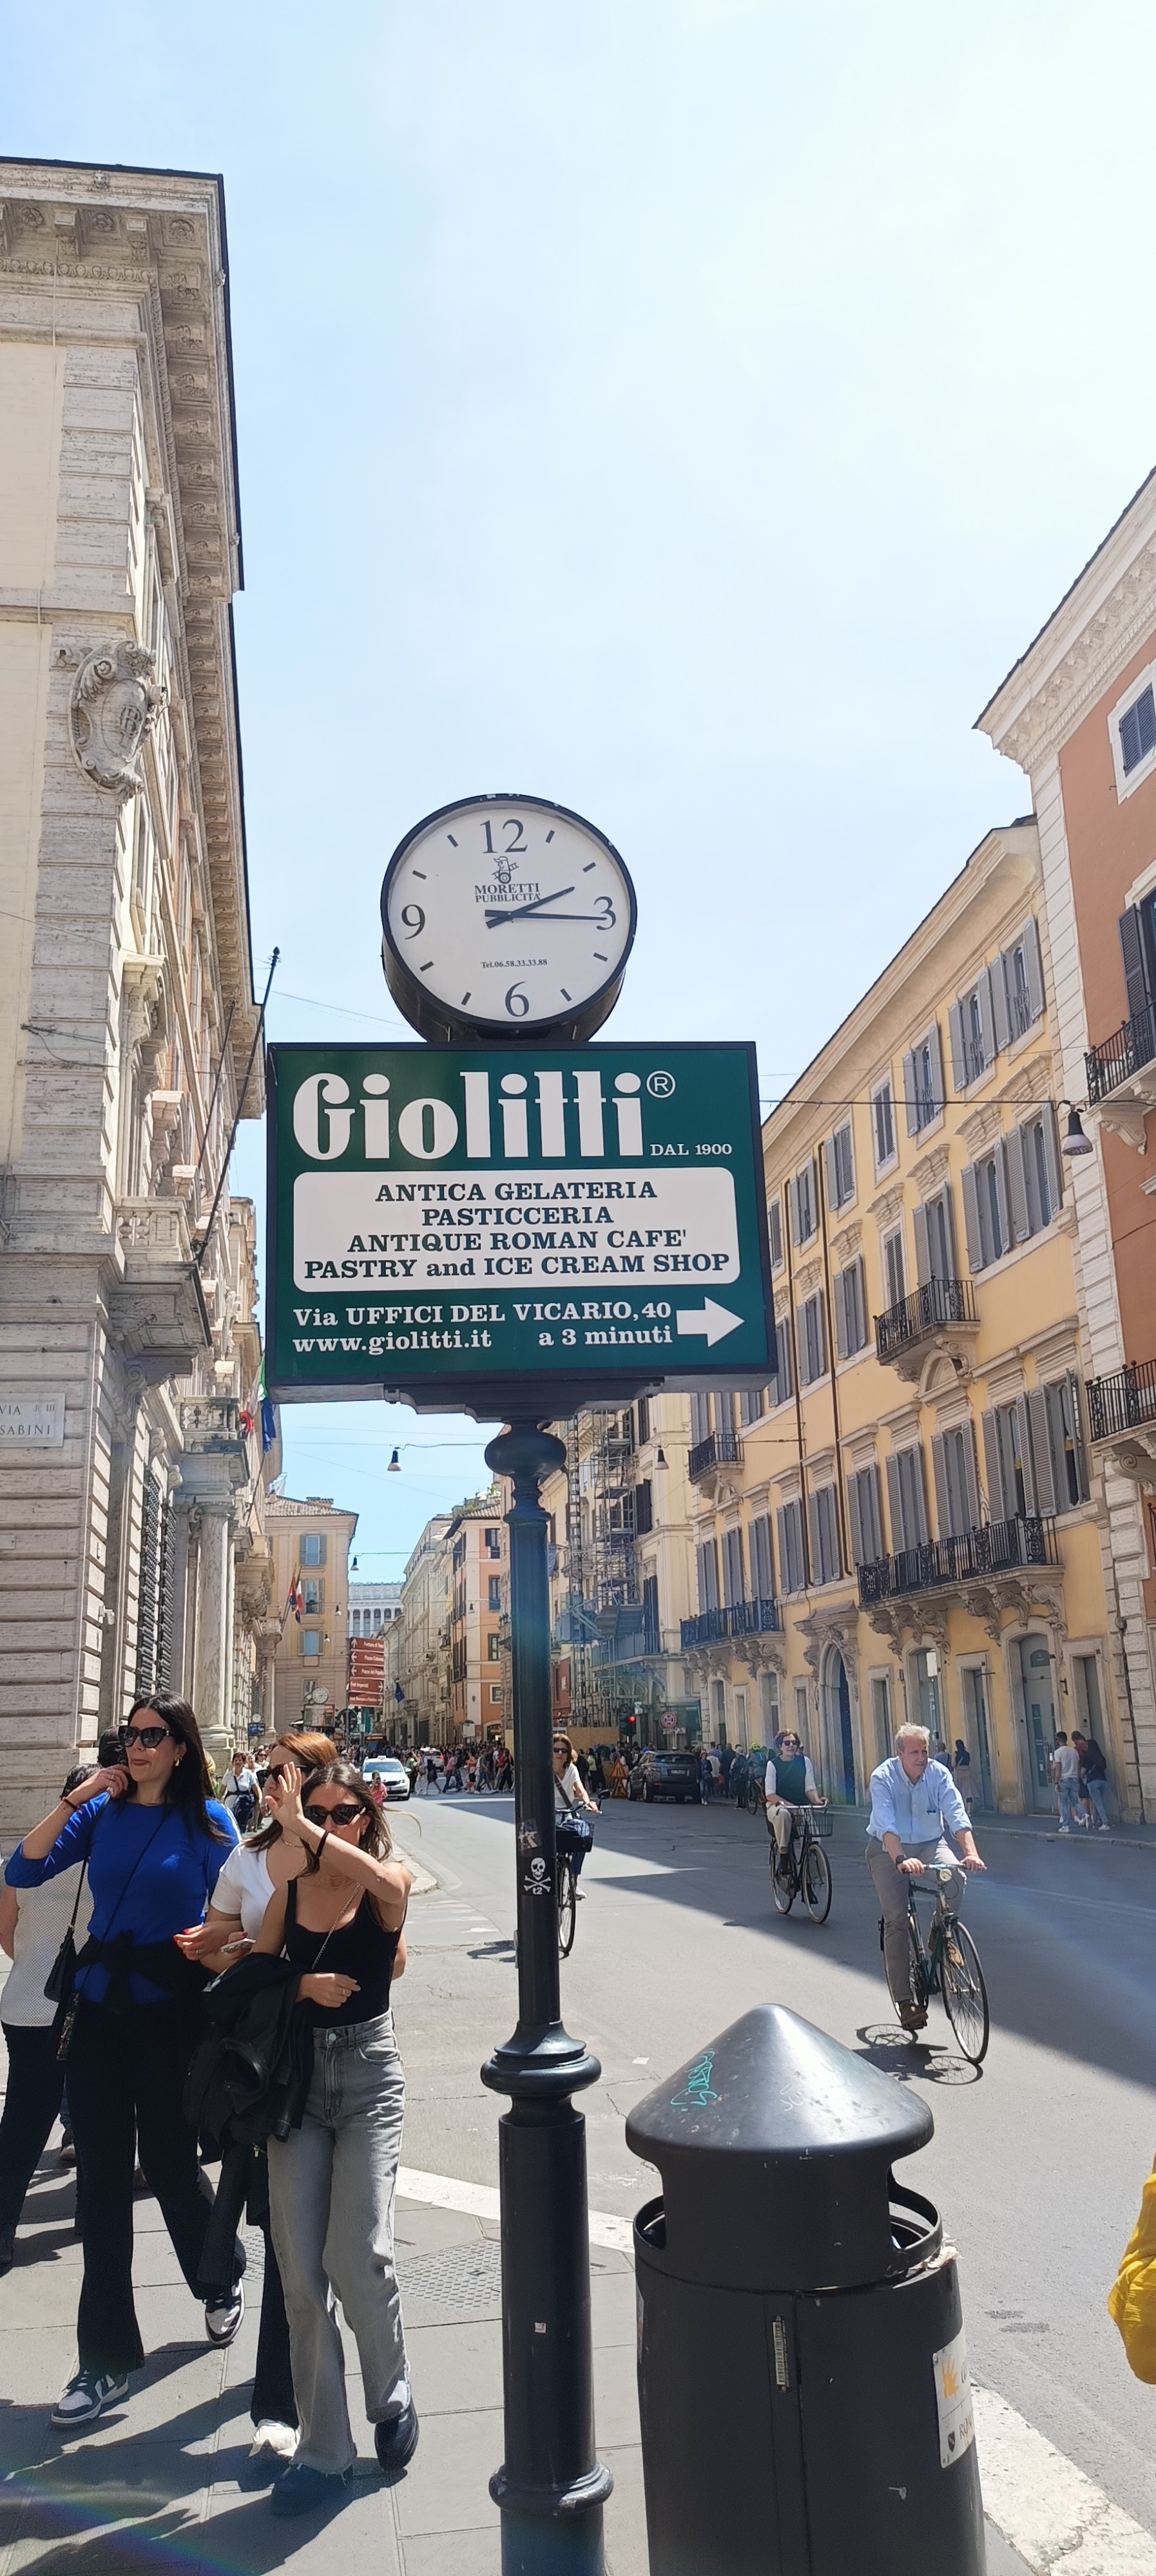 12
MORETTI
PUBBLICITA'
9
3
Tel.06.58.33.33.88
6
Giolitti®
DAL 1900
ANTICA GELATERIA
PASTICCERIA
ANTIQUE ROMAN CAFE'
PASTRY and ICE CREAM SHOP
Via UFFICI DEL VICARIO,40
www.giolitti.it a 3 minuti
VIA R III
SABINI
t2